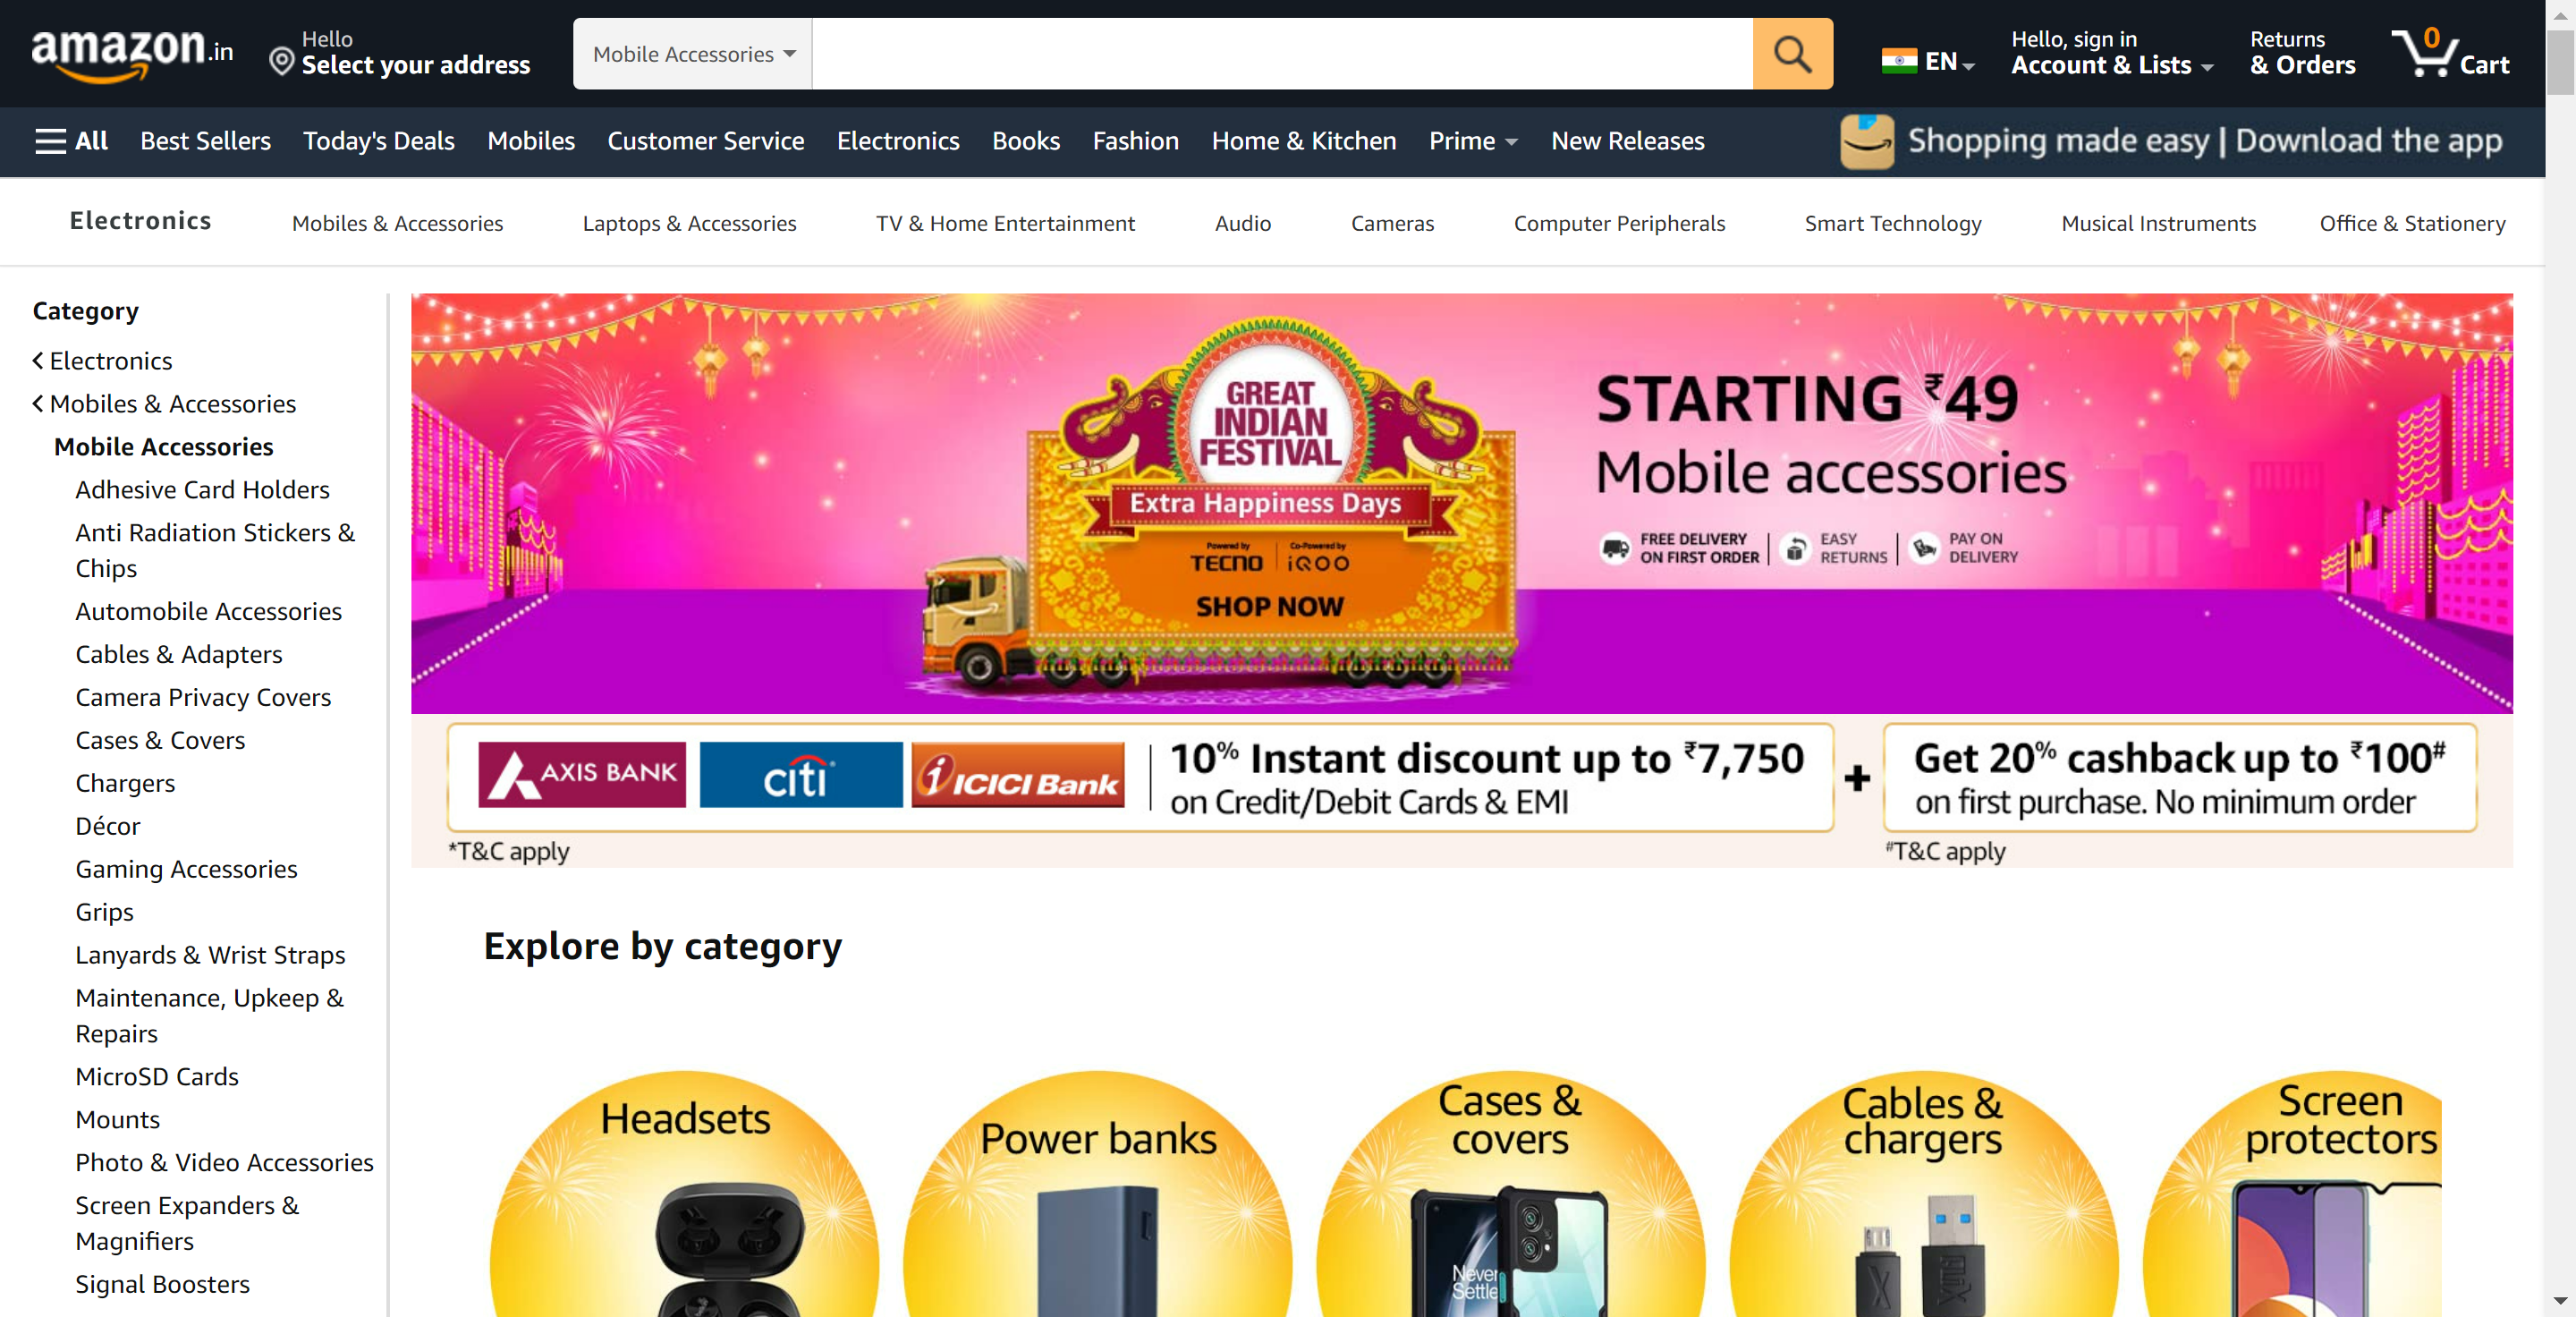 amazon.in
Hello
Select your address
Mobile Accessories
EN
Hello, sign in
Account & Lists
Returns
& Orders
0
Cart
All
Best Sellers
Today's Deals
Mobiles
Customer Service
Electronics
Books
Fashion
Home & Kitchen
Prime
New Releases
Shopping made easy | Download the app
Electronics
Mobiles & Accessories
Laptops & Accessories
TV & Home Entertainment
Audio
Cameras
Computer Peripherals
Smart Technology
Musical Instruments
Office & Stationery
Category
Electronics
Mobiles & Accessories
Mobile Accessories
Adhesive Card Holders
Anti Radiation Stickers &
Chips
Automobile Accessories
Cables & Adapters
Camera Privacy Covers
Cases & Covers
Chargers
Décor
Gaming Accessories
Grips
Lanyards & Wrist Straps
Maintenance, Upkeep &
Repairs
MicroSD Cards
Mounts
Photo & Video Accessories
Screen Expanders &
Magnifiers
Signal Boosters
GREAT
INDIAN
FESTIVAL
Extra Happiness Days
Powered by
TECNO
Co-Powered by
iQOO
SHOP NOW
STARTING ₹49
Mobile accessories
FREE DELIVERY
ON FIRST ORDER
EASY
RETURNS
PAY ON
DELIVERY
AXIS BANK
citi
ICICI Bank
10% Instant discount up to ₹7,750
on Credit/Debit Cards & EMI
+
Get 20% cashback up to ₹100#
on first purchase. No minimum order
*T&C apply
#T&C apply
Explore by category
Headsets
Power banks
Cases &
covers
Never
Settle
Cables &
chargers
Screen
protectors